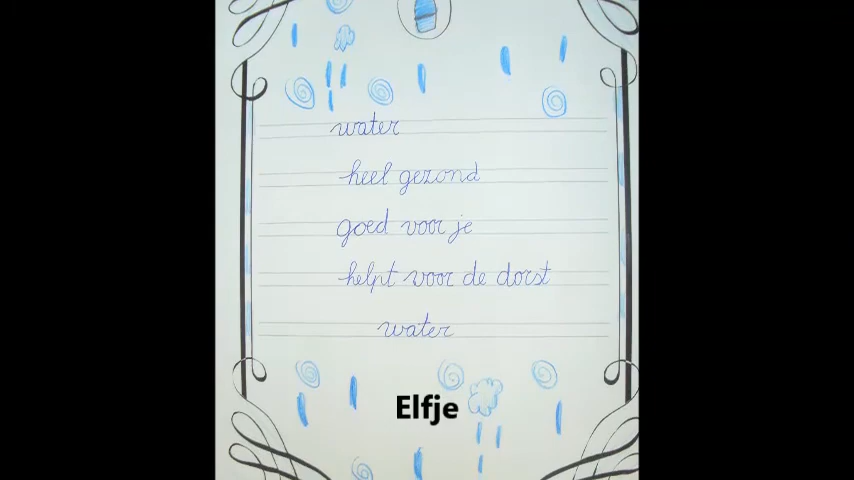 water
heel gezond
goed voor je
helpt voor de dorst
water
Elfje